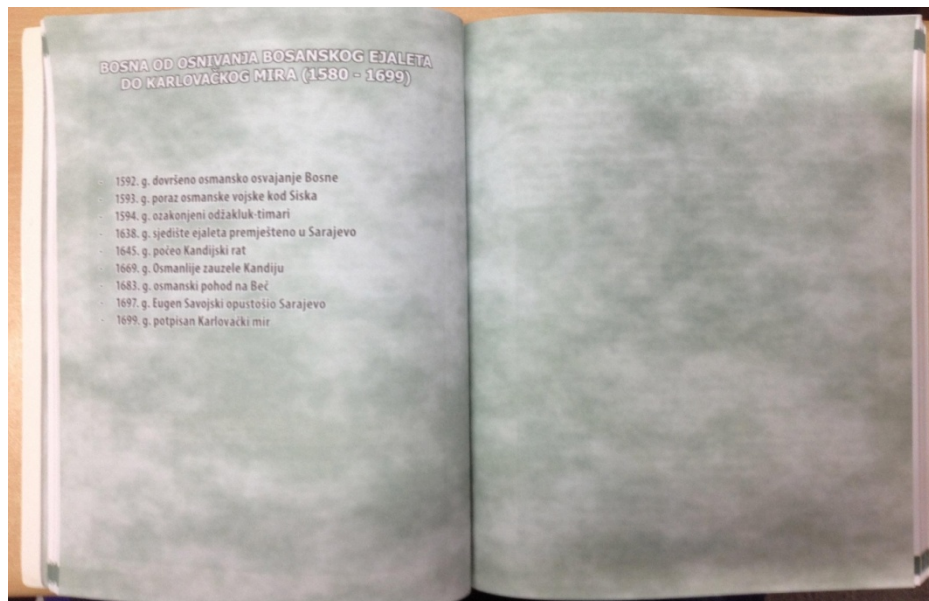 BOSNA OD OSNIVANJA BOSANSKOG EJALETA
DO KARLOVAČKOG MIRA (1580 - 1699)
· 1592. g. dovršeno osmansko osvajanje Bosne
· 1593. g. poraz osmanske vojske kod Siska
· 1594. g. ozakonjeni odžakluk-timari
· 1638. g. sjedište ejaleta premješteno u Sarajevo
· 1645. g. počeo Kandijski rat
· 1669. g. Osmanlije zauzele Kandiju
· 1683. g. osmanski pohod na Beč
· 1697. g. Eugen Savojski opustošio Sarajevo
· 1699. g. potpisan Karlovački mir